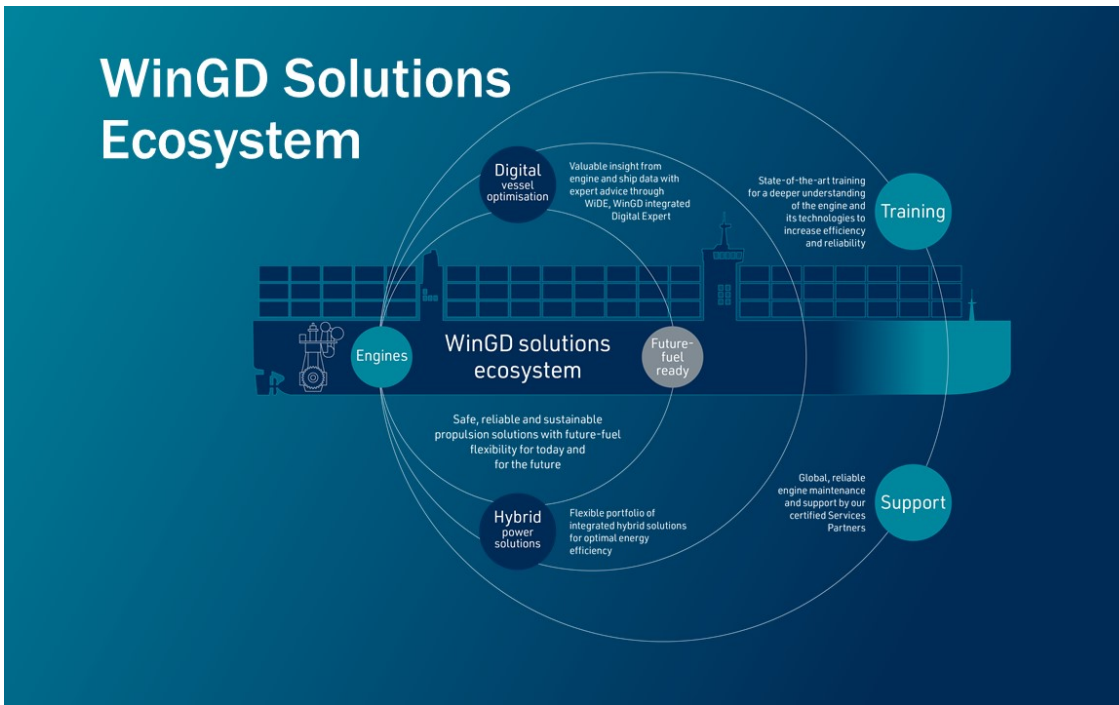 WinGD Solutions
Ecosystem
Digital
vessel
optimisation
Valuable insight from
engine and ship data with
expert advice through
WiDE, WinGD integrated
Digital Expert
State-of-the-art training
for a deeper understanding
of the engine and
its technologies to
increase efficiency
and reliability
Training
Engines
WinGD solutions
ecosystem
Future-
fuel
ready
Safe, reliable and sustainable
propulsion solutions with future-fuel
flexibility for today and
for the future
Hybrid
power
solutions
Flexible portfolio of
integrated hybrid solutions
for optimal energy
efficiency
Global, reliable
engine maintenance
and support by our
certified Services
Partners
Support